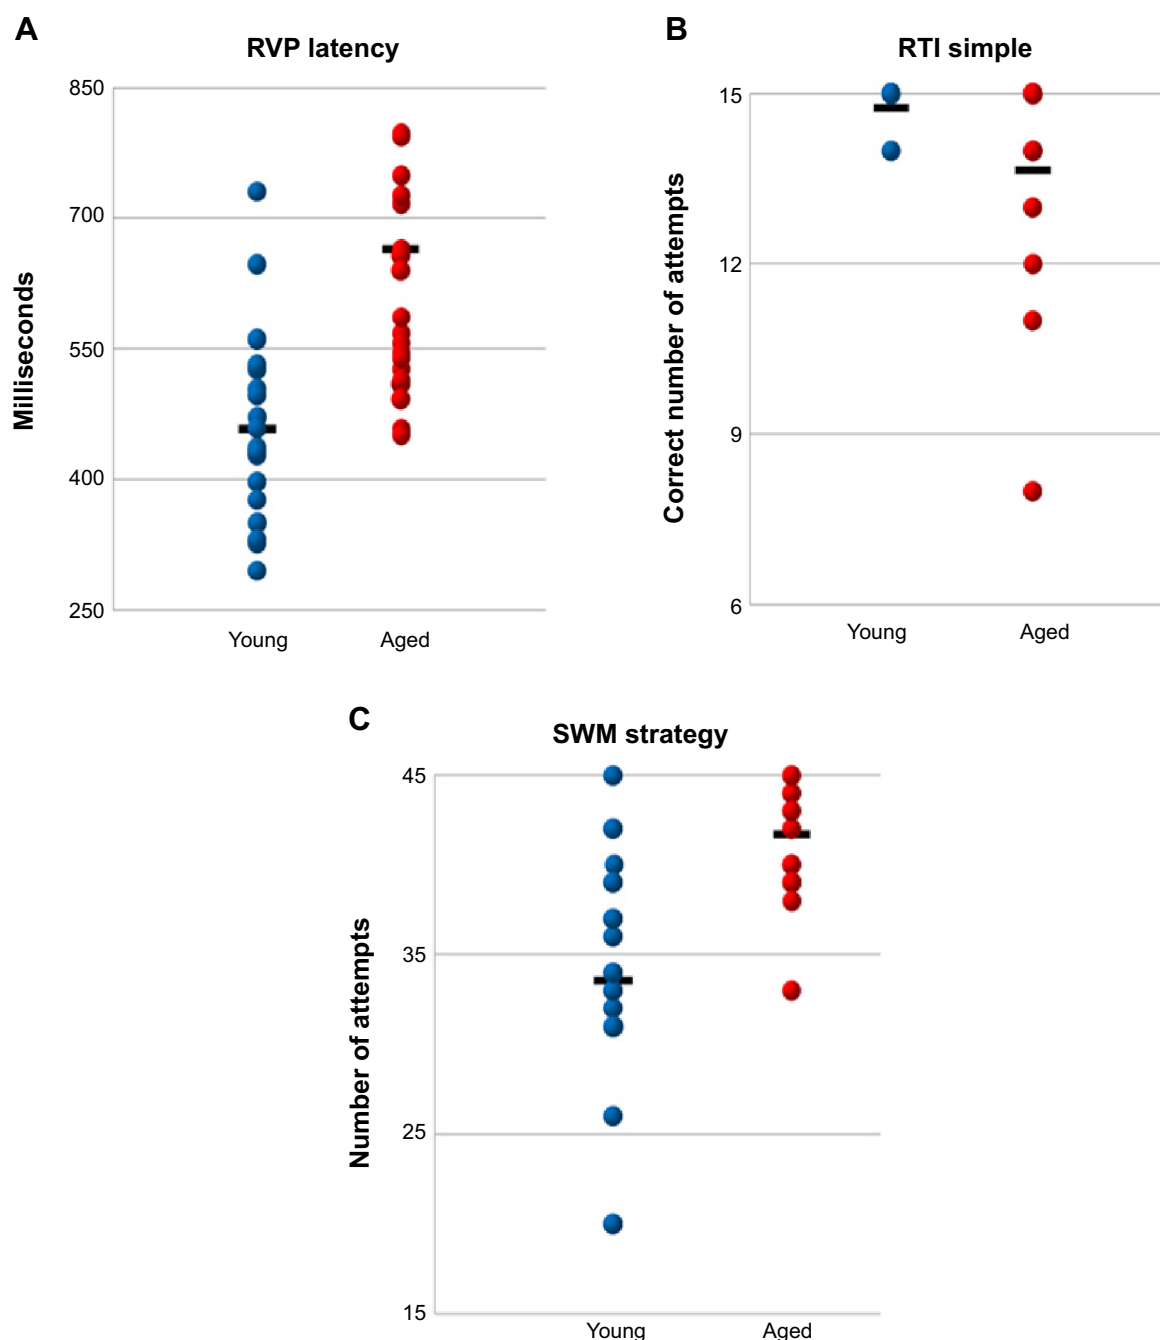 A
RVP latency
850
700
550
400
250
Milliseconds
Young
Aged
B
RTI simple
15
12
9
6
Correct number of attempts
Young
Aged
C
SWM strategy
45
35
25
15
Number of attempts
Young
Aged